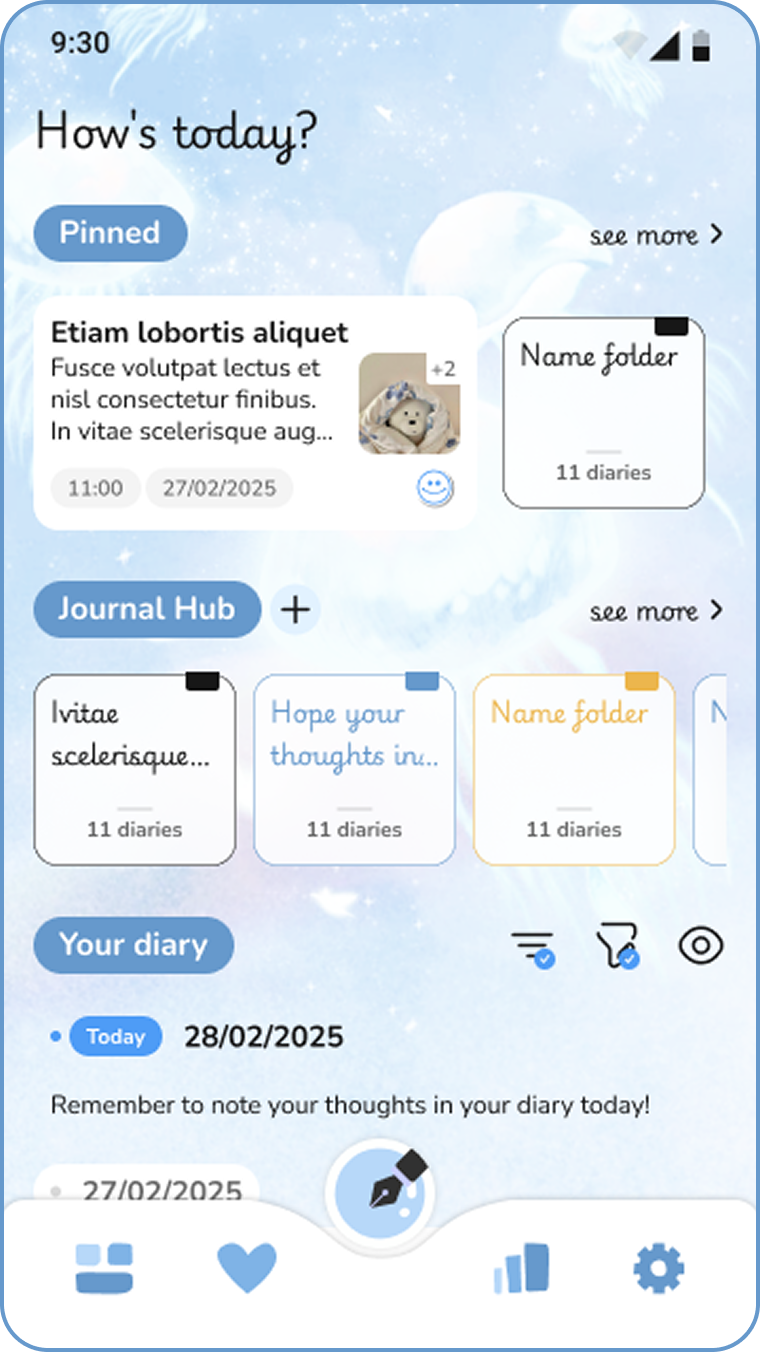 9:30
How's today?
Pinned
see more
Etiam lobortis aliquet
Fusce volutpat lectus et
nisl consectetur finibus.
In vitae scelerisque aug...
+2
11:00
27/02/2025
Name folder
11 diaries
Journal Hub
+
see more
Ivitae
scelerisque...
11 diaries
Hope your
thoughts in...
11 diaries
Name folder
11 diaries
N
Your diary
Today
28/02/2025
Remember to note your thoughts in your diary today!
27/02/2025